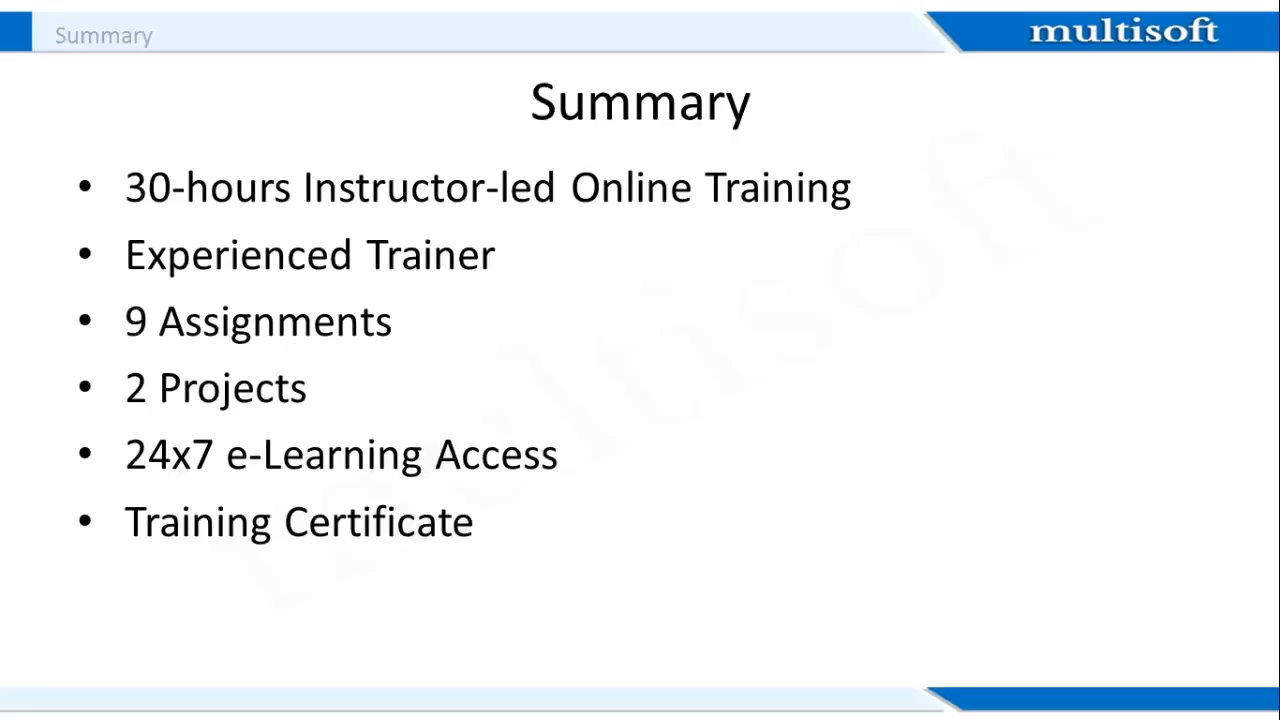 Summary
multisoft
Summary
• 30-hours Instructor-led Online Training
• Experienced Trainer
• 9 Assignments
• 2 Projects
• 24x7 e-Learning Access
• Training Certificate
multisoft